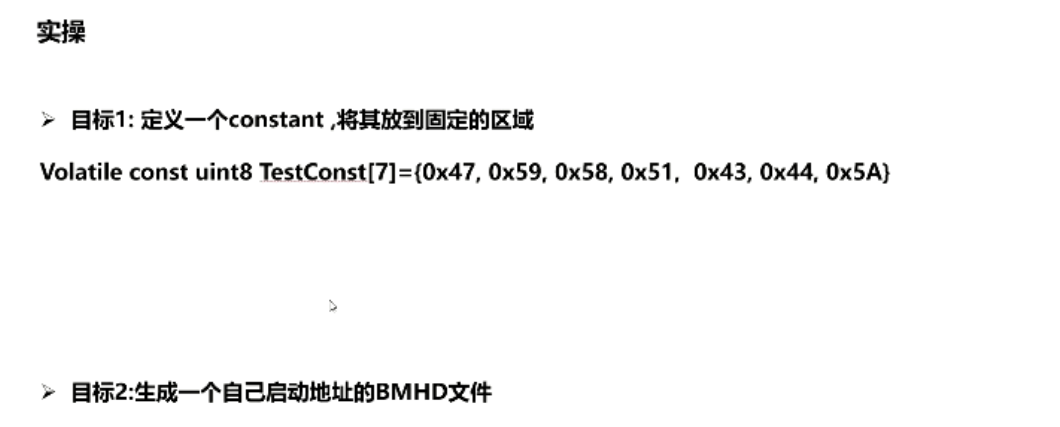 实操
目标1: 定义一个constant ,将其放到固定的区域
Volatile const uint8 TestConst[7]={0x47, 0x59, 0x58, 0x51,  0x43, 0x44, 0x5A}
目标2:生成一个自己启动地址的BMHD文件